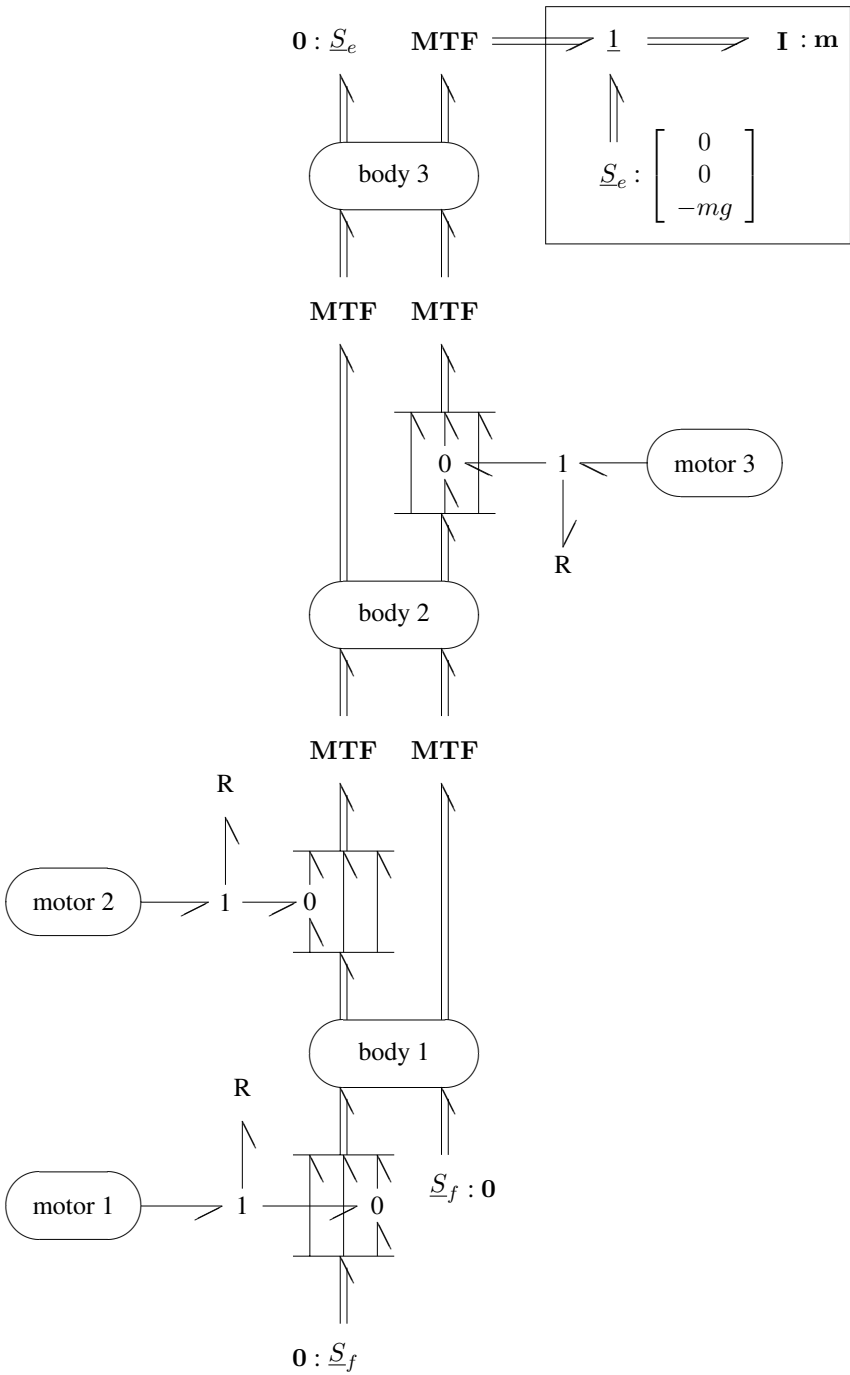 0 : S_e MTF 1 I : m
S_e : [ 0
0
−mg ]
body 3
MTF MTF
0 1 motor 3
R
body 2
MTF MTF
R
motor 2 1 0
body 1
R
S_f : 0
motor 1 1 0
0 : S_f